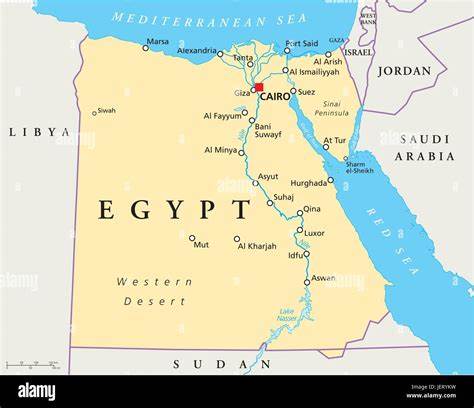 MEDITERRANEAN SEA
WEST
BANK
GAZA
ISRAEL
JORDAN
Marsa
Alexandria
Port Said
Al Arish
Tanta
Al Ismailiyyah
Giza
CAIRO
Suez
Siwah
Sinai
Peninsula
Al Fayyum
Bani
Suwayf
LIBYA
SAUDI
ARABIA
At Tur
Al Minya
Sharm
el-Sheikh
Asyut
Hurghada
Suhaj
Qina
RED SEA
EGYPT
Nile
Luxor
Mut
Al Kharjah
Idfu
Western
Desert
Aswan
Lake
Nasser
SUDAN
alamy
Image ID: JERYKW
www.alamy.com